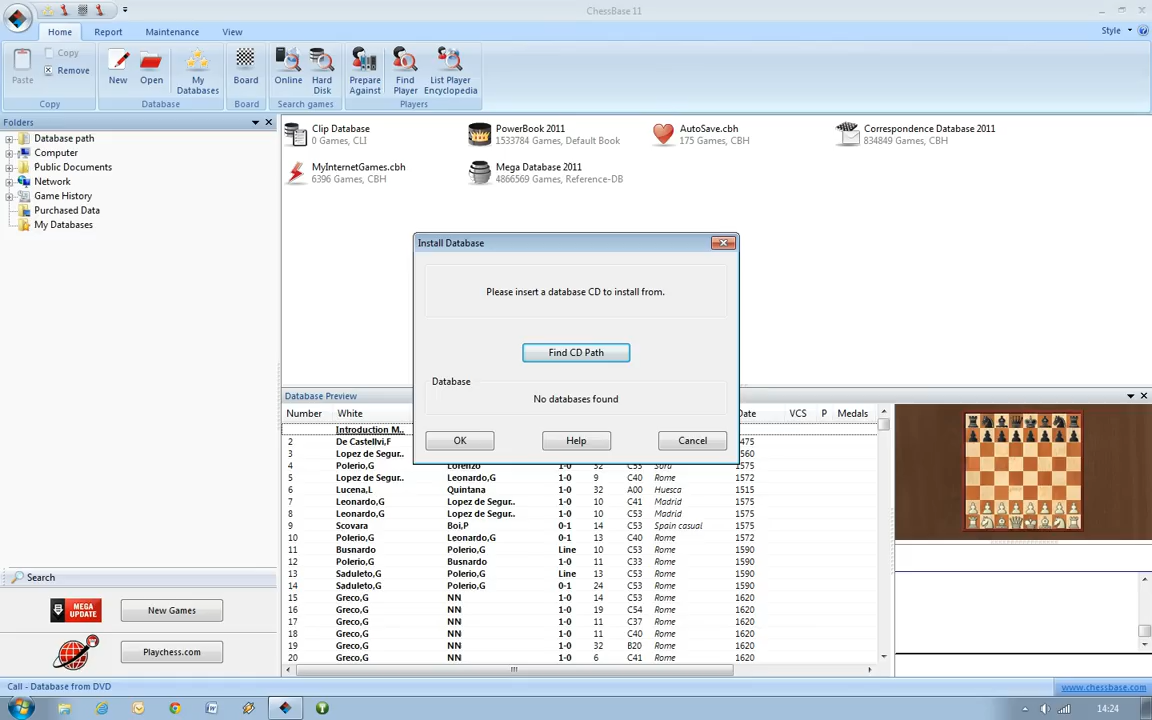 ChessBase 11
Home Report Maintenance View Style
Paste Copy Remove New Open My Databases Board Online Hard Disk Prepare Against Find Player List Player Encyclopedia
Copy Database Board Search games Players
Folders
Database path
Computer
Public Documents
Network
Game History
Purchased Data
My Databases
Clip Database
0 Games, CLI
PowerBook 2011
1533784 Games, Default Book
AutoSave.cbh
175 Games, CBH
Correspondence Database 2011
834849 Games, CBH
MyInternetGames.cbh
6396 Games, CBH
Mega Database 2011
4866569 Games, Reference-DB
Install Database
Please insert a database CD to install from.
Find CD Path
Database
No databases found
OK Help Cancel
Database Preview
Number White VCS P Medals
Introduction M..
2 De Castellvi,F 475
3 Lopez de Segur.. 560
4 Polerio,G Lorenzo 1-0 32 C53 Sora 1575
5 Lopez de Segur.. Leonardo,G 1-0 9 C40 Rome 1572
6 Lucena,L Quintana 1-0 32 A00 Huesca 1515
7 Leonardo,G Lopez de Segur.. 1-0 10 C41 Madrid 1575
8 Leonardo,G Lopez de Segur.. 1-0 10 C53 Madrid 1575
9 Scovara Boi,P 0-1 14 C53 Spain casual 1575
10 Polerio,G Leonardo,G 0-1 13 C40 Rome 1572
11 Busnardo Polerio,G Line 10 C53 Rome 1590
12 Polerio,G Busnardo 1-0 10 C53 Rome 1590
13 Saduleto,G Polerio,G Line 13 C53 Rome 1590
14 Saduleto,G Polerio,G 0-1 24 C53 Rome 1590
15 Greco,G NN 1-0 14 C53 Rome 1620
16 Greco,G NN 1-0 19 C54 Rome 1620
17 Greco,G NN 1-0 11 C37 Rome 1620
18 Greco,G NN 1-0 11 C40 Rome 1620
19 Greco,G NN 1-0 32 B20 Rome 1620
20 Greco,G NN 1-0 6 C41 Rome 1620
Search
MEGA UPDATE
New Games
Playchess.com
Call - Database from DVD
www.chessbase.com
14:24